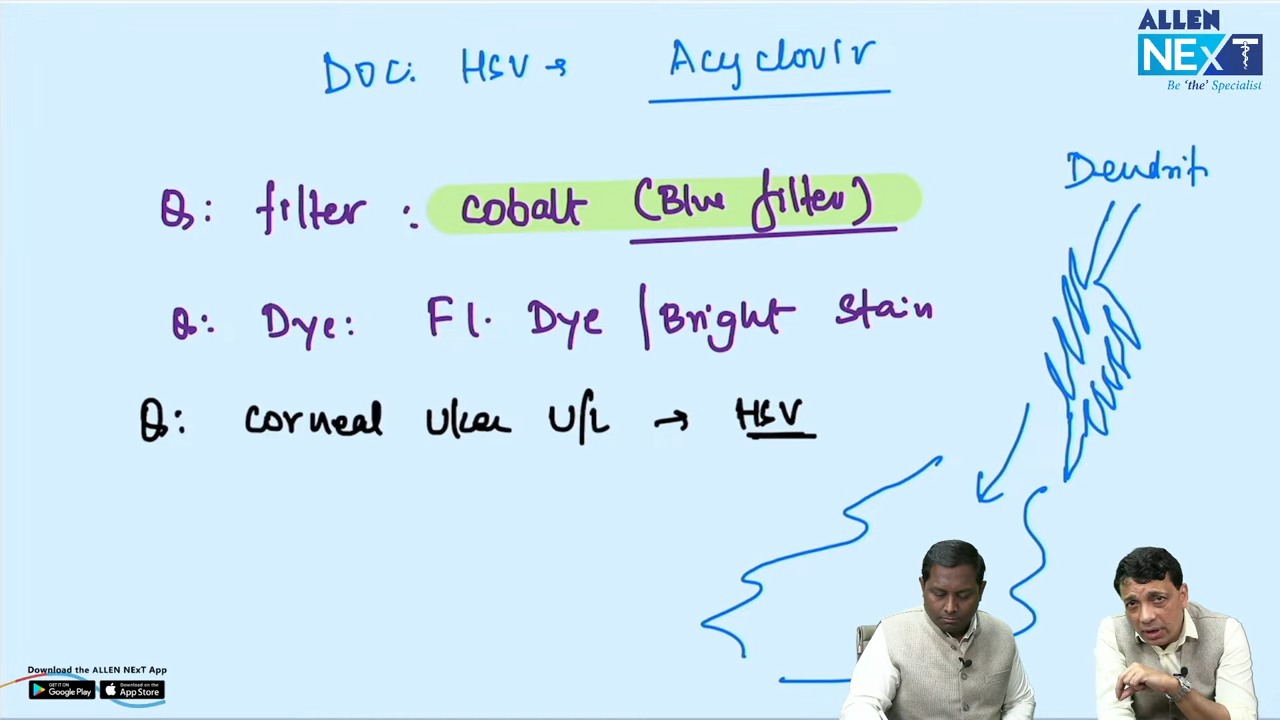 ALLEN
NExT
Be 'the' Specialist
DOC: HSV → Acyclovir
Q: filter : cobalt (Blue filter)
Dendrit
Q: Dye: Fl. Dye / Bright Stain
Q: corneal Ulcer U/L → HSV
Download the ALLEN NExT App
GET IT ON Google Play
Download on the App Store